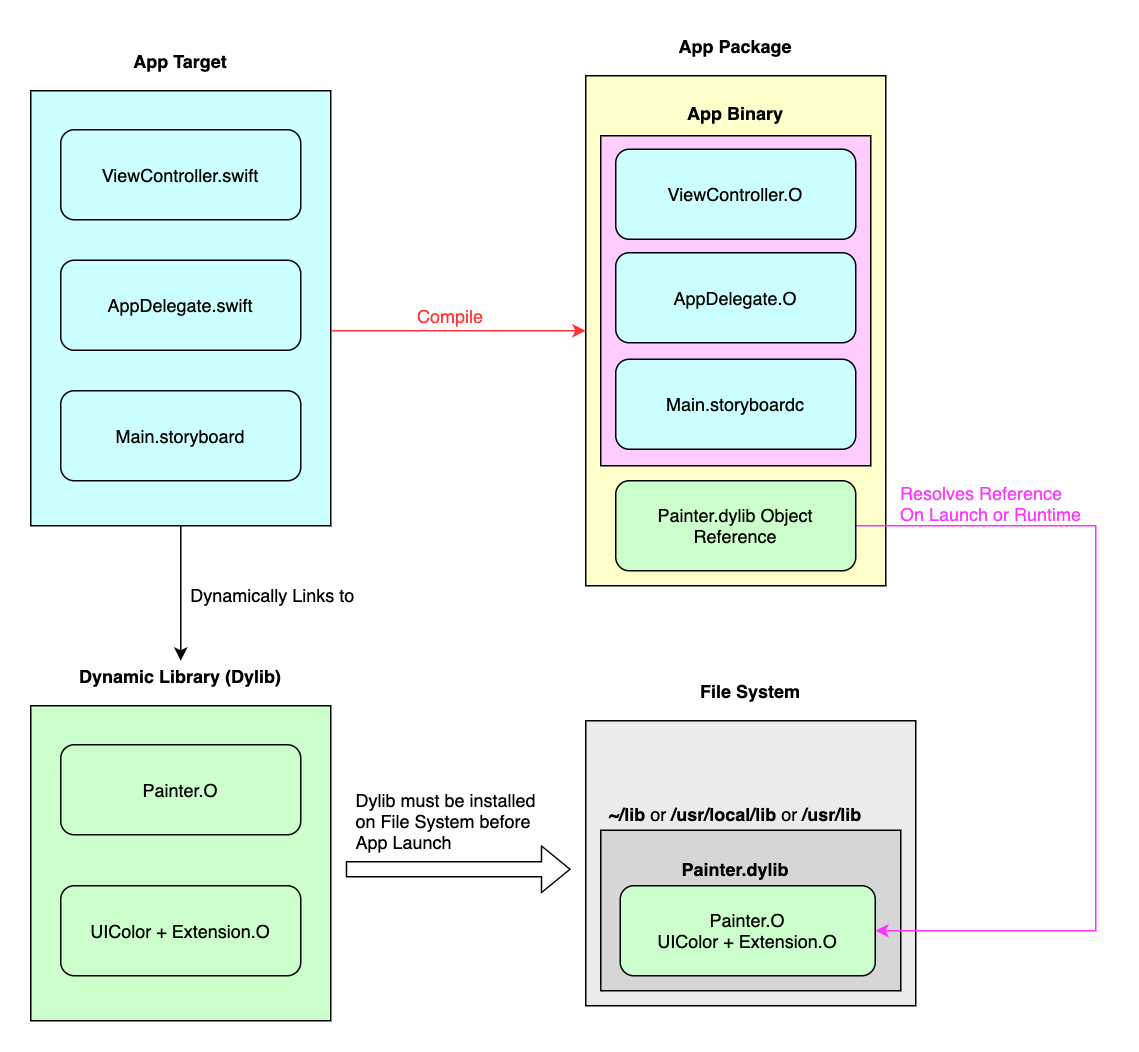 App Target
ViewController.swift
AppDelegate.swift
Main.storyboard
Compile
App Package
App Binary
ViewController.O
AppDelegate.O
Main.storyboardc
Painter.dylib Object
Reference
Resolves Reference
On Launch or Runtime
Dynamically Links to
Dynamic Library (Dylib)
Painter.O
UIColor + Extension.O
Dylib must be installed
on File System before
App Launch
File System
~/lib or /usr/local/lib or /usr/lib
Painter.dylib
Painter.O
UIColor + Extension.O